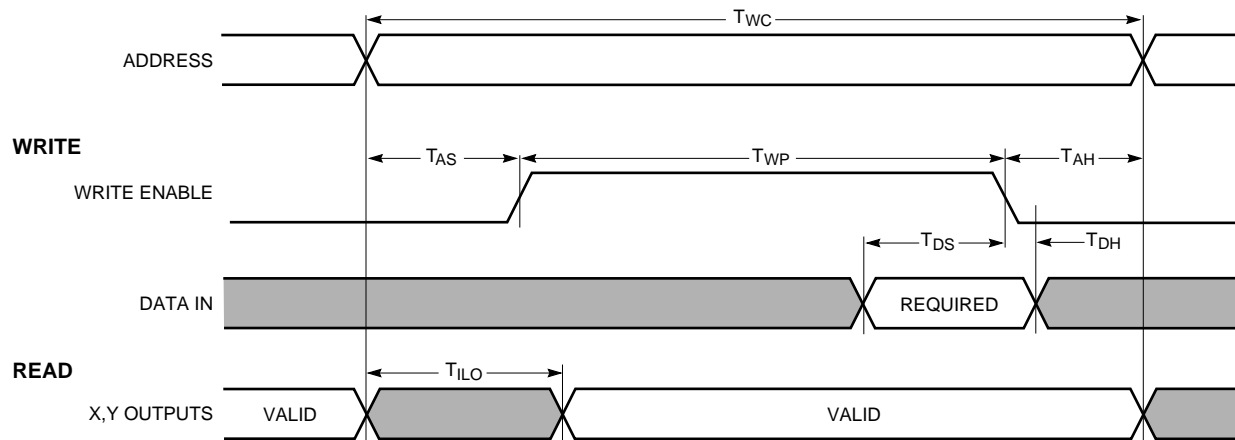 TWC
ADDRESS
WRITE
TAS TWP TAH
WRITE ENABLE
TDS TDH
DATA IN REQUIRED
READ
TILO
X,Y OUTPUTS VALID VALID